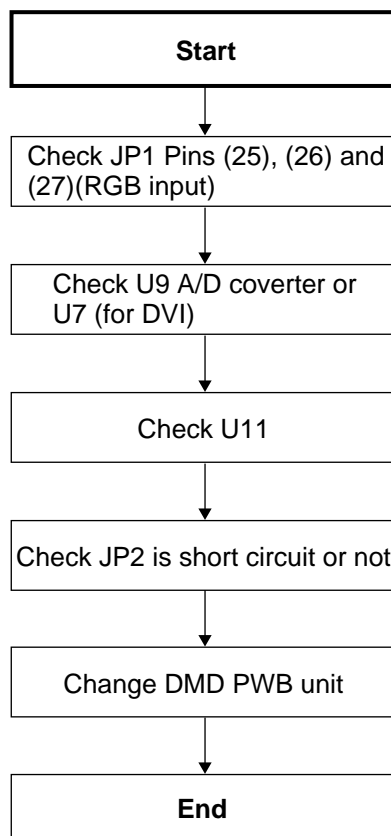 Start
Check JP1 Pins (25), (26) and
(27)(RGB input)
Check U9 A/D coverter or
U7 (for DVI)
Check U11
Check JP2 is short circuit or not
Change DMD PWB unit
End